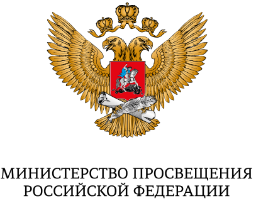 МИНИСТЕРСТВО ПРОСВЕЩЕНИЯ
РОССИЙСКОЙ ФЕДЕРАЦИИ